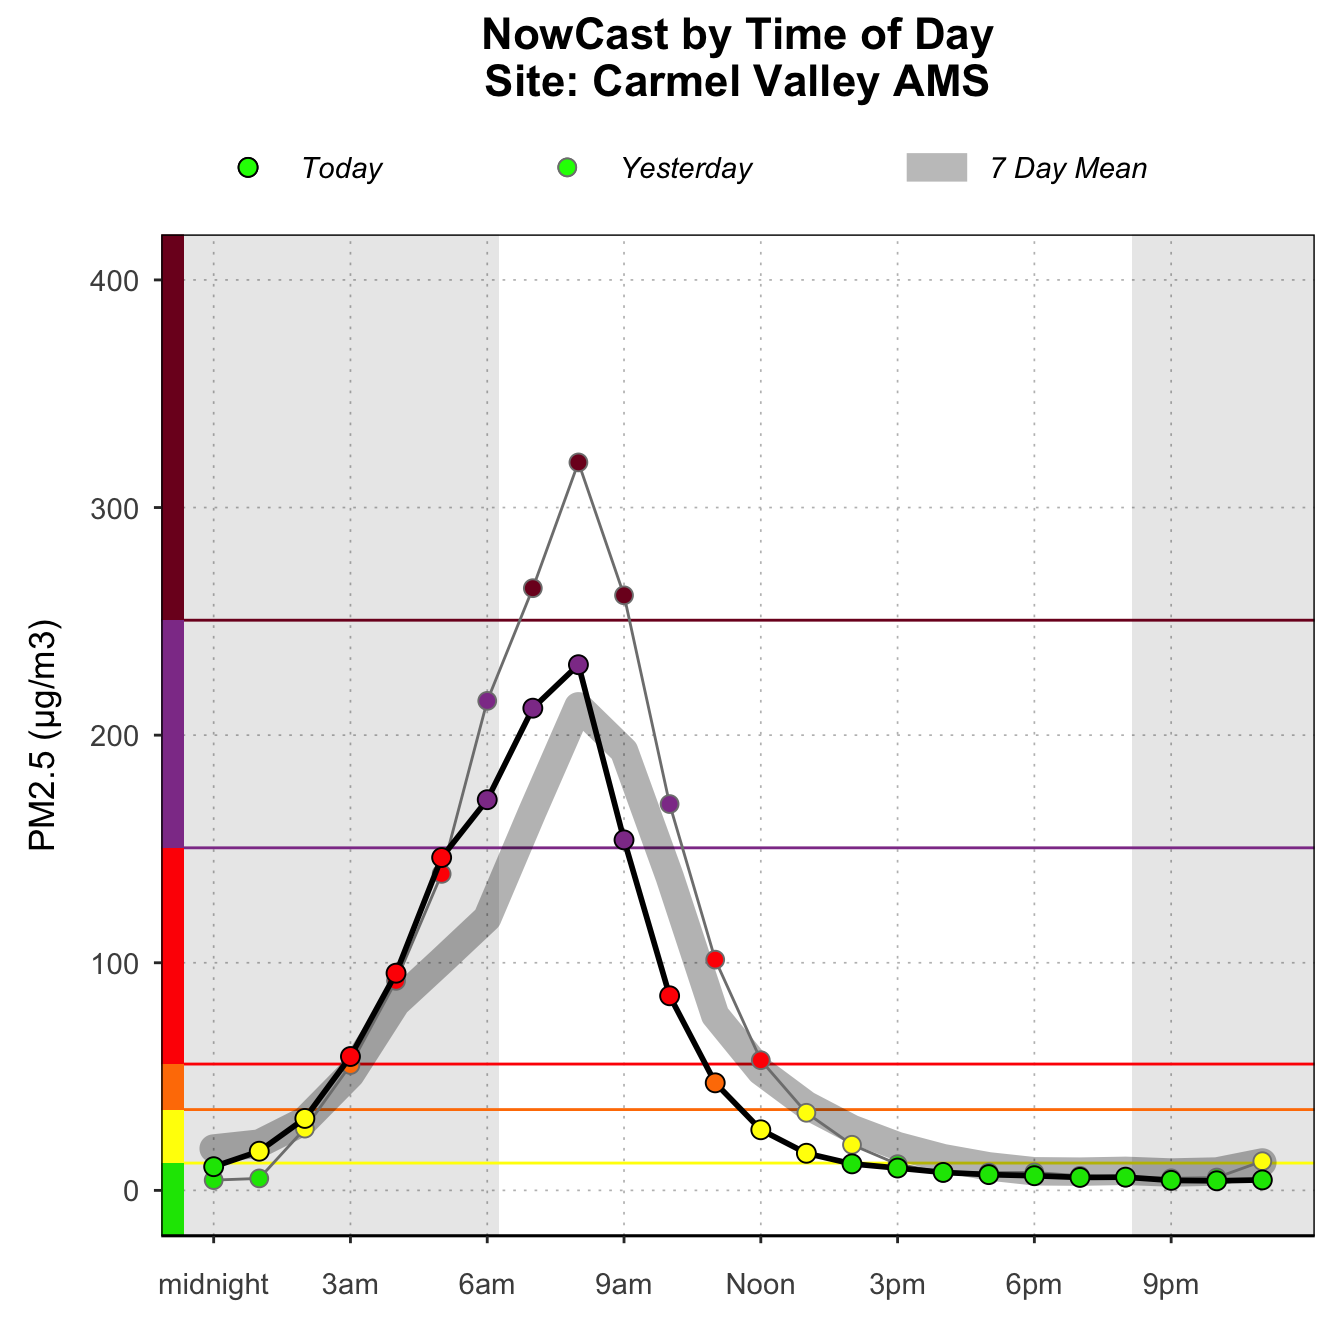 NowCast by Time of Day
Site: Carmel Valley AMS
Today Yesterday 7 Day Mean
400
300
200
100
0
PM2.5 (µg/m3)
midnight 3am 6am 9am Noon 3pm 6pm 9pm